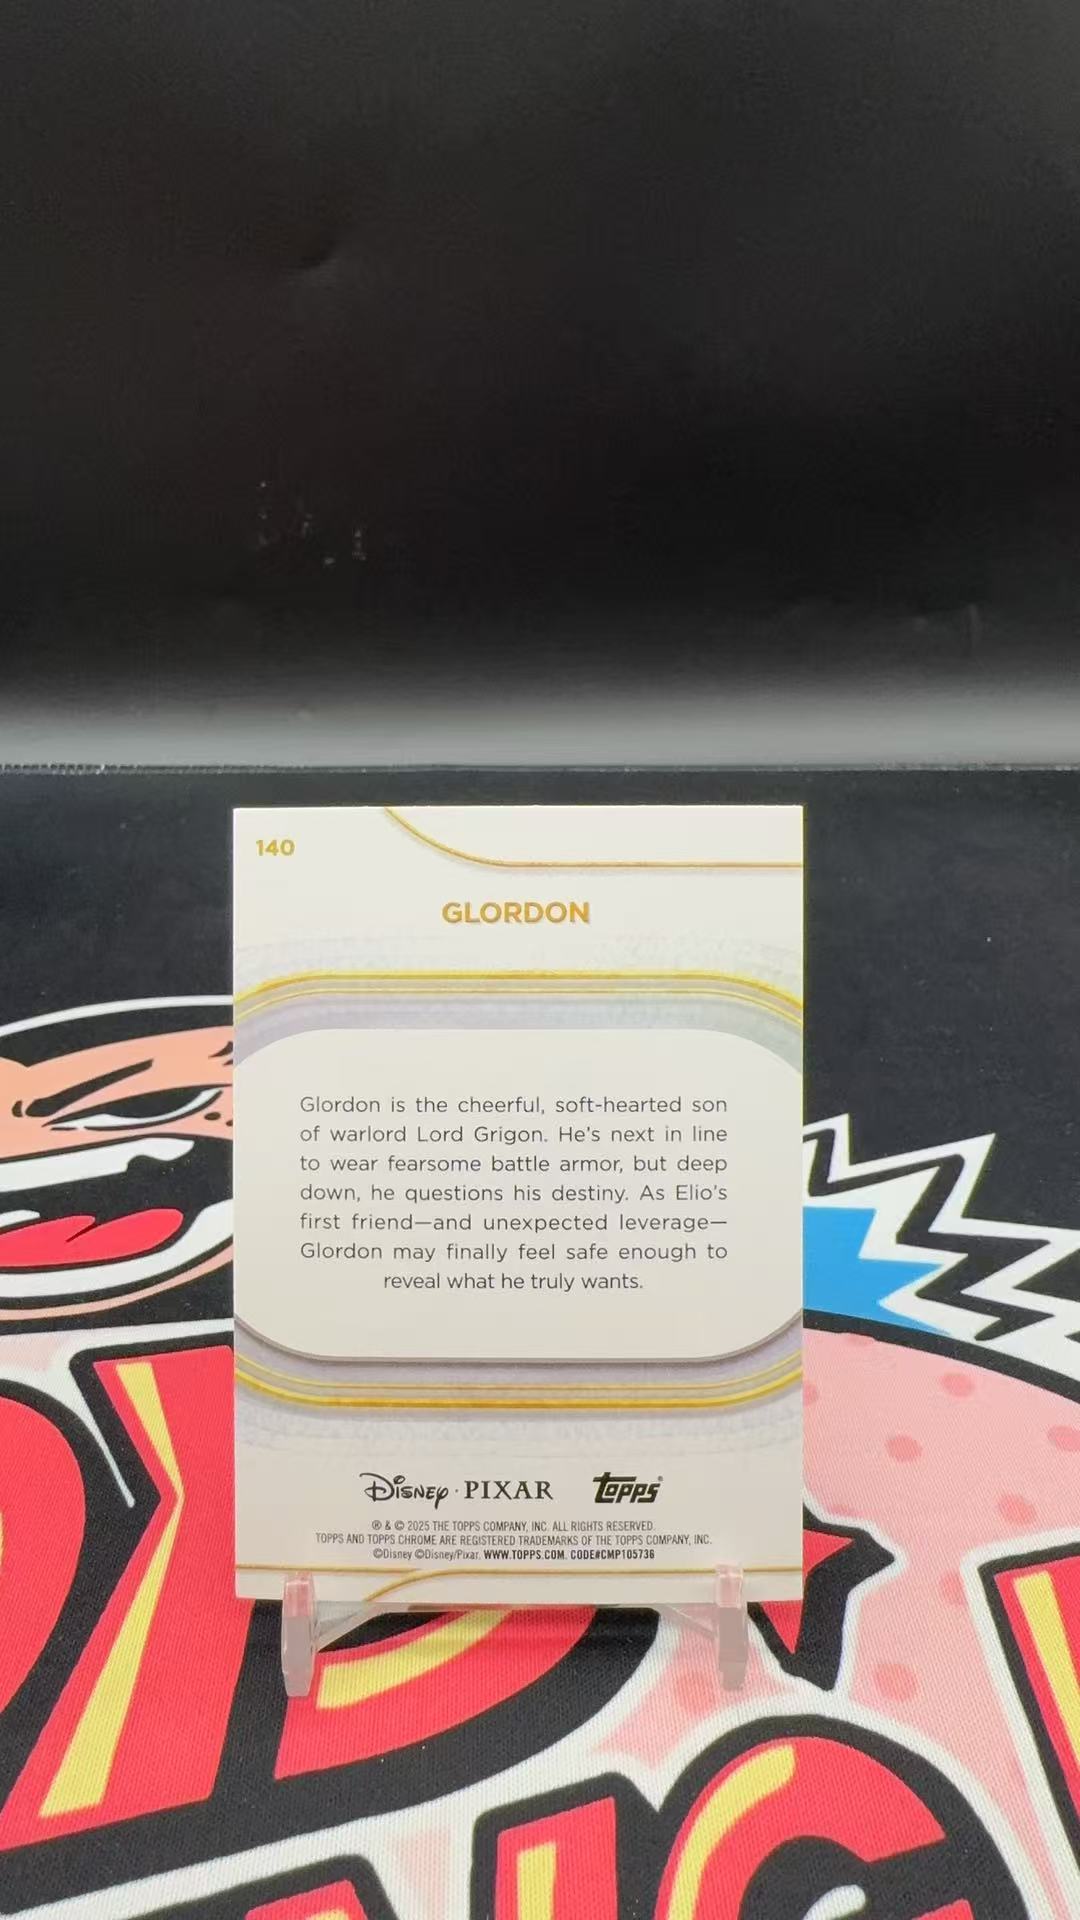 140
GLORDON
Glordon is the cheerful, soft-hearted son
of warlord Lord Grigon. He's next in line
to wear fearsome battle armor, but deep
down, he questions his destiny. As Elio's
first friend—and unexpected leverage—
Glordon may finally feel safe enough to
reveal what he truly wants.
Disney · PIXAR topps®
® & © 2025 THE TOPPS COMPANY, INC. ALL RIGHTS RESERVED.
TOPPS AND TOPPS CHROME ARE REGISTERED TRADEMARKS OF THE TOPPS COMPANY, INC.
©Disney ©Disney/Pixar. WWW.TOPPS.COM. CODE#CMP105736